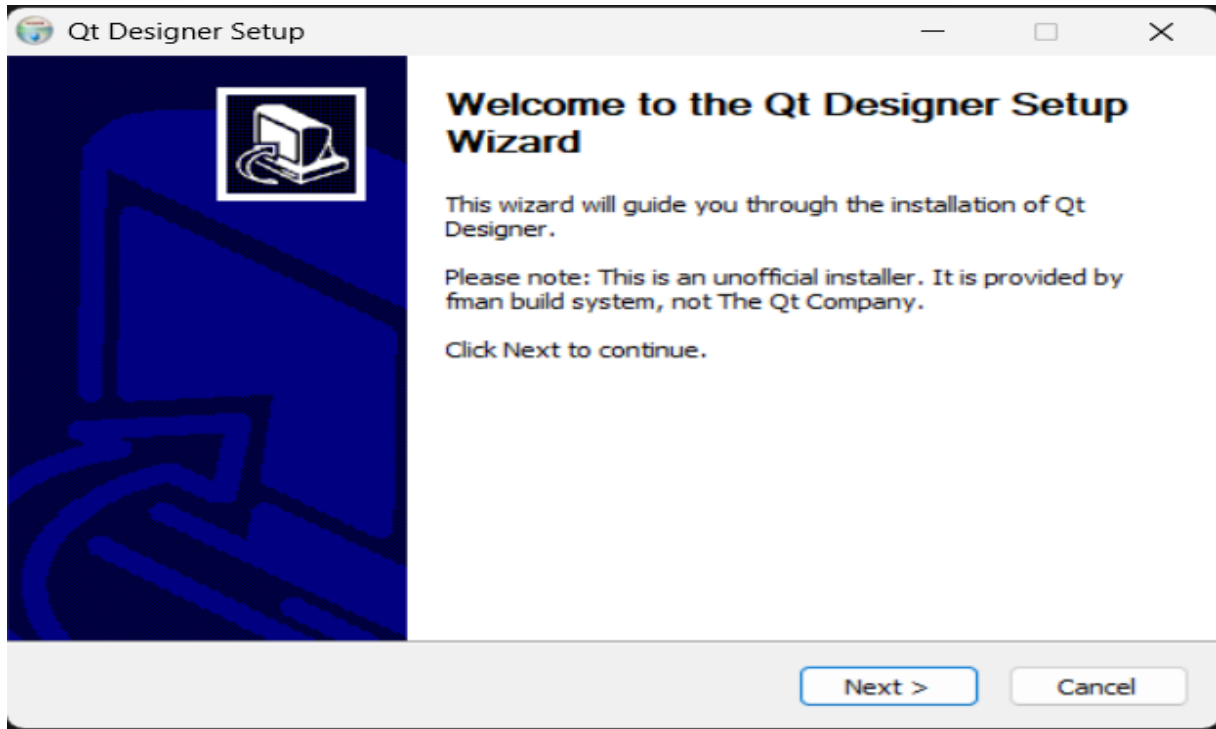 Qt Designer Setup
Welcome to the Qt Designer Setup
Wizard
This wizard will guide you through the installation of Qt
Designer.
Please note: This is an unofficial installer. It is provided by
fman build system, not The Qt Company.
Click Next to continue.
Next >
Cancel